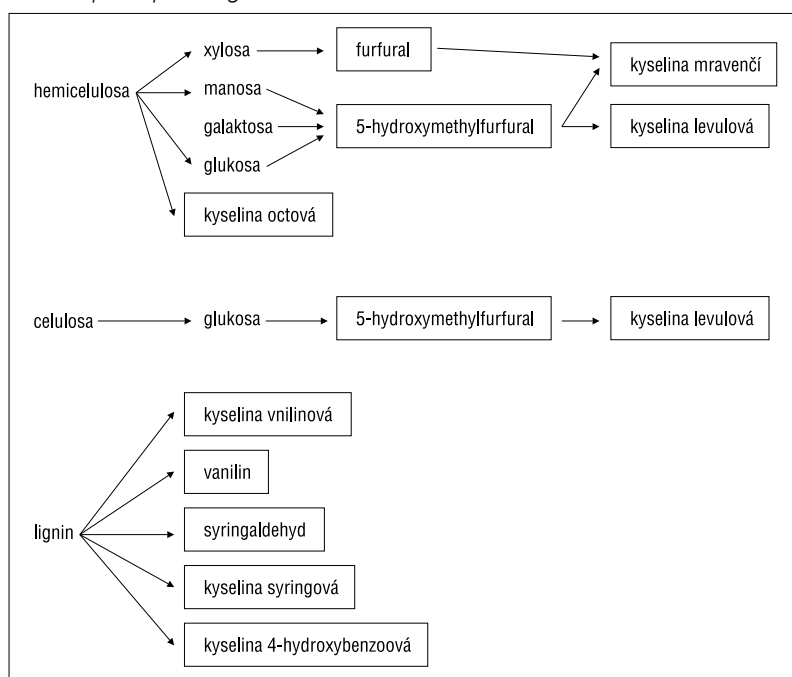 xylosa furfural
kyselina mravenčí
hemicelulosa manosa
galaktosa 5-hydroxymethylfurfural kyselina levulová
glukosa
kyselina octová
celulosa glukosa 5-hydroxymethylfurfural kyselina levulová
kyselina vnilinová
vanilin
lignin syringaldehyd
kyselina syringová
kyselina 4-hydroxybenzoová